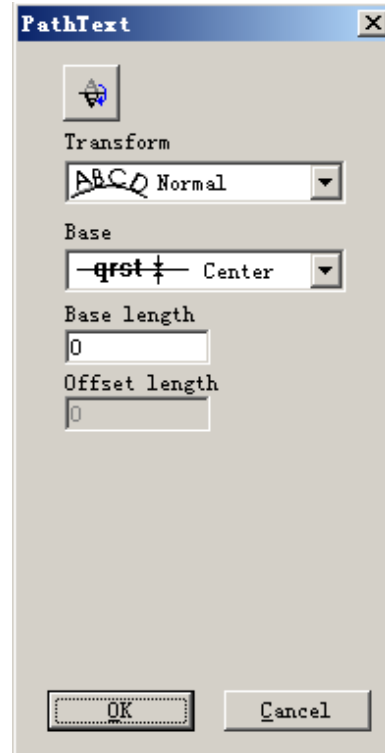 PathText
Transform
ABCD Normal
Base
qrst Center
Base length
0
Offset length
0
OK
Cancel